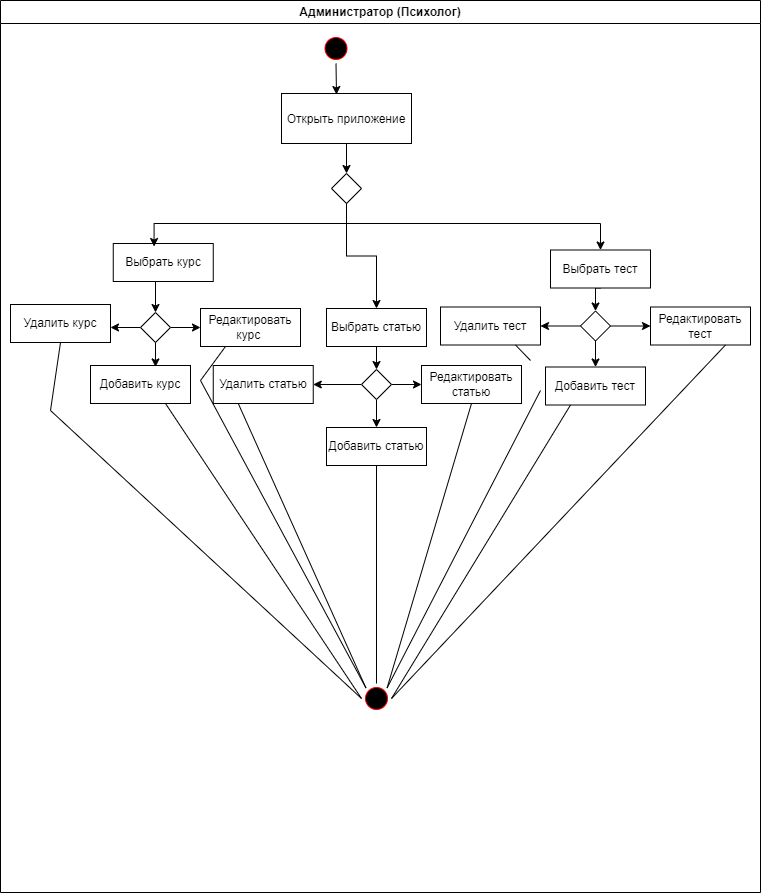 Администратор (Психолог)
Открыть приложение
Выбрать курс
Выбрать тест
Удалить курс
Редактировать
курс
Выбрать статью
Удалить тест
Редактировать
тест
Добавить курс
Удалить статью
Редактировать
статью
Добавить тест
Добавить статью